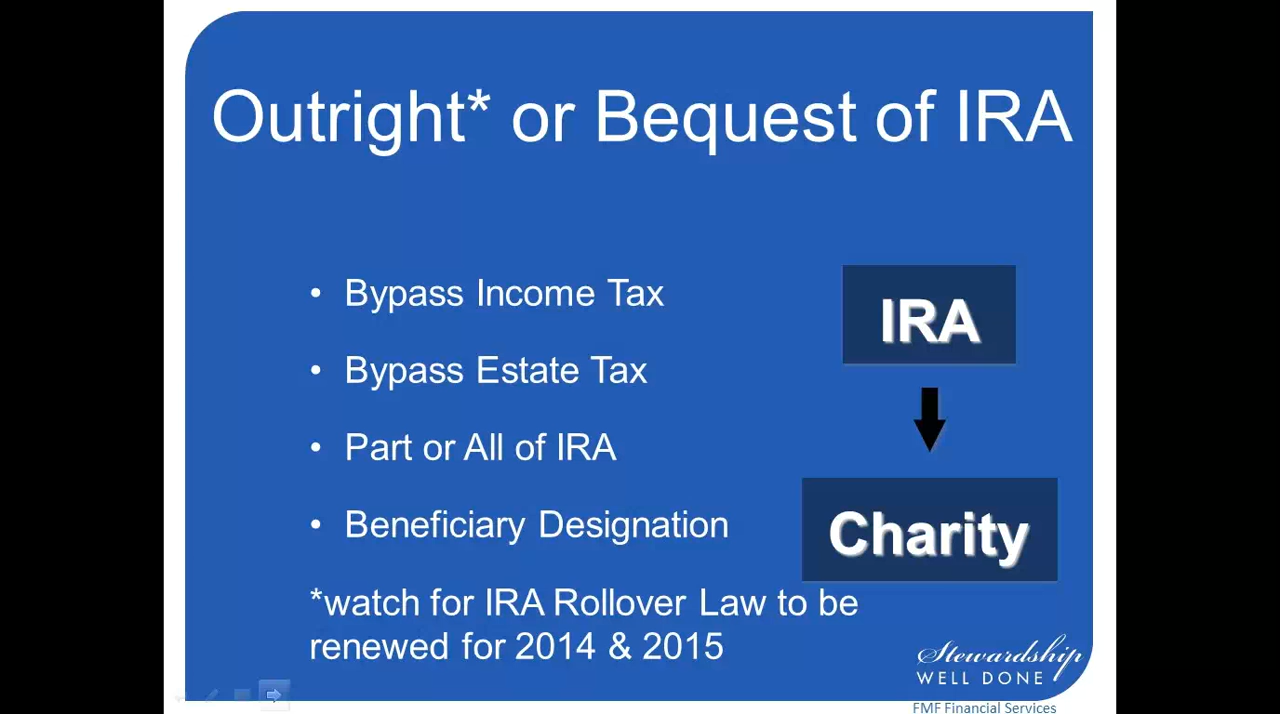 Outright* or Bequest of IRA
• Bypass Income Tax
• Bypass Estate Tax
• Part or All of IRA
• Beneficiary Designation
*watch for IRA Rollover Law to be
renewed for 2014 & 2015
IRA
Charity
Stewardship
WELL DONE
FMF Financial Services